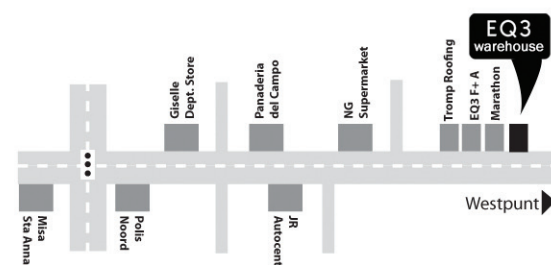 EQ3
warehouse
Giselle
Dept. Store
Panaderia
del Campo
NG
Supermarket
Tromp Roofing
EQ3 F+ A
Marathon
Westpunt
Misa
Sta Anna
Polis
Noord
JR
Autocent